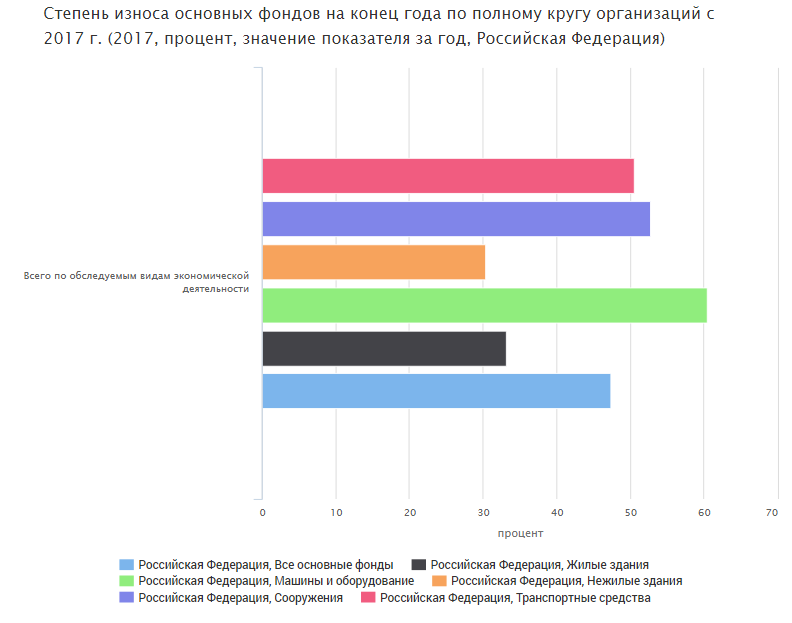 Степень износа основных фондов на конец года по полному кругу организаций с
2017 г. (2017, процент, значение показателя за год, Российская Федерация)
Всего по обследуемым видам экономической
деятельности
0 10 20 30 40 50 60 70
процент
Российская Федерация, Все основные фонды Российская Федерация, Жилые здания
Российская Федерация, Машины и оборудование Российская Федерация, Нежилые здания
Российская Федерация, Сооружения Российская Федерация, Транспортные средства